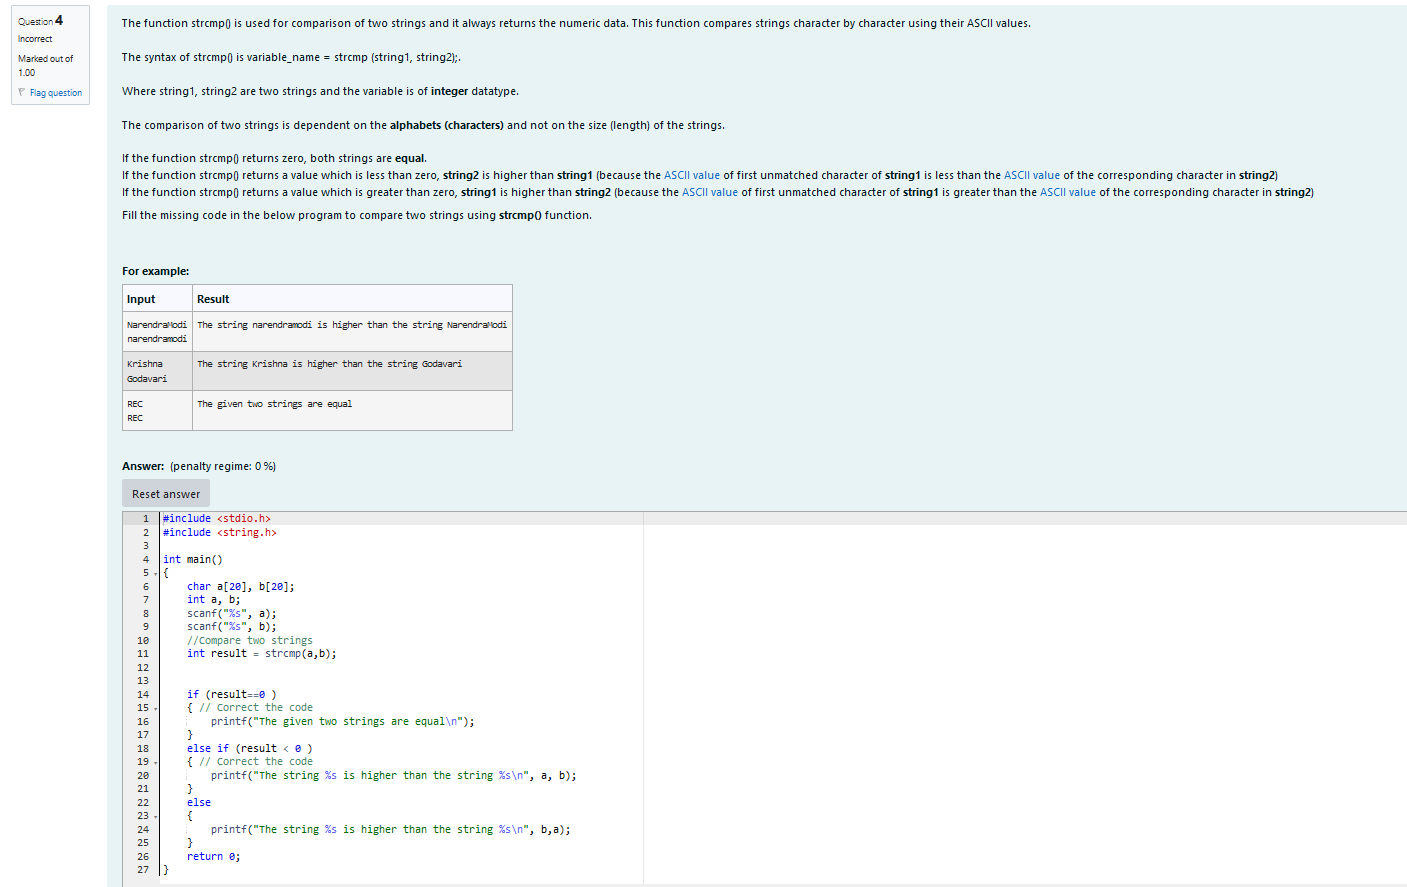 Question 4
Incorrect
Marked out of
1.00
Flag question
The function strcmp() is used for comparison of two strings and it always returns the numeric data. This function compares strings character by character using their ASCII values.
The syntax of strcmp() is variable_name = strcmp (string1, string2);.
Where string1, string2 are two strings and the variable is of integer datatype.
The comparison of two strings is dependent on the alphabets (characters) and not on the size (length) of the strings.
If the function strcmp() returns zero, both strings are equal.
If the function strcmp() returns a value which is less than zero, string2 is higher than string1 (because the ASCII value of first unmatched character of string1 is less than the ASCII value of the corresponding character in string2)
If the function strcmp() returns a value which is greater than zero, string1 is higher than string2 (because the ASCII value of first unmatched character of string1 is greater than the ASCII value of the corresponding character in string2)
Fill the missing code in the below program to compare two strings using strcmp() function.
For example:
Input Result
NarendraModi The string narendramodi is higher than the string NarendraModi
narendramodi
Krishna The string Krishna is higher than the string Godavari
Godavari
REC The given two strings are equal
REC
Answer: (penalty regime: 0 %)
Reset answer
1 #include <stdio.h>
2 #include <string.h>
3
4 int main()
5 {
6 char a[20], b[20];
7 int a, b;
8 scanf("%s", a);
9 scanf("%s", b);
10 //Compare two strings
11 int result = strcmp(a,b);
12
13
14 if (result==0 )
15 { // Correct the code
16 printf("The given two strings are equal\n");
17 }
18 else if (result < 0 )
19 { // Correct the code
20 printf("The string %s is higher than the string %s\n", a, b);
21 }
22 else
23 {
24 printf("The string %s is higher than the string %s\n", b,a);
25 }
26 return 0;
27 }